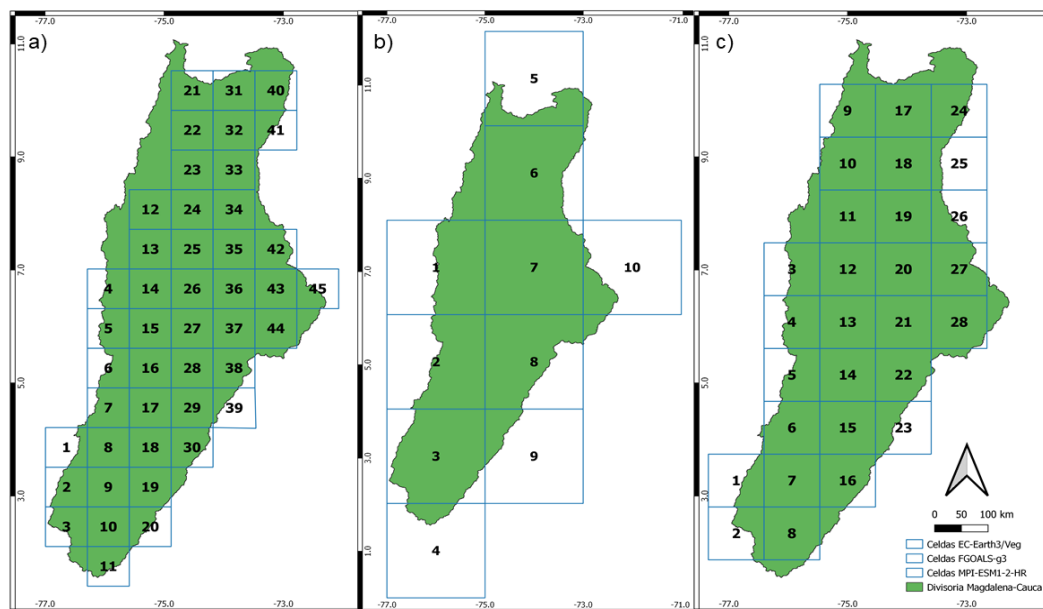 -77.0 -75.0 -73.0 -77.0 -75.0 -73.0 -71.0 -77.0 -75.0 -73.0
a) b) c)
11.0 9.0 7.0 5.0 3.0
21 31 40
22 32 41
23 33
12 24 34
13 25 35 42
4 14 26 36 43 45
5 15 27 37 44
6 16 28 38
7 17 29 39
1 8 18 30
2 9 19
3 10 20
11
11.0 9.0 7.0 5.0 3.0 1.0
5
6
1 7 10
2 8
3 9
4
11.0 9.0 7.0 5.0 3.0
9 17 24
10 18 25
11 19 26
3 12 20 27
4 13 21 28
5 14 22
6 15 23
1 7 16
2 8
0 50 100 km
Celdas EC-Earth3/Veg
Celdas FGOALS-g3
Celdas MPI-ESM1-2-HR
Divisoria Magdalena-Cauca
-77.0 -75.0 -73.0 -77.0 -75.0 -73.0 -71.0 -77.0 -75.0 -73.0